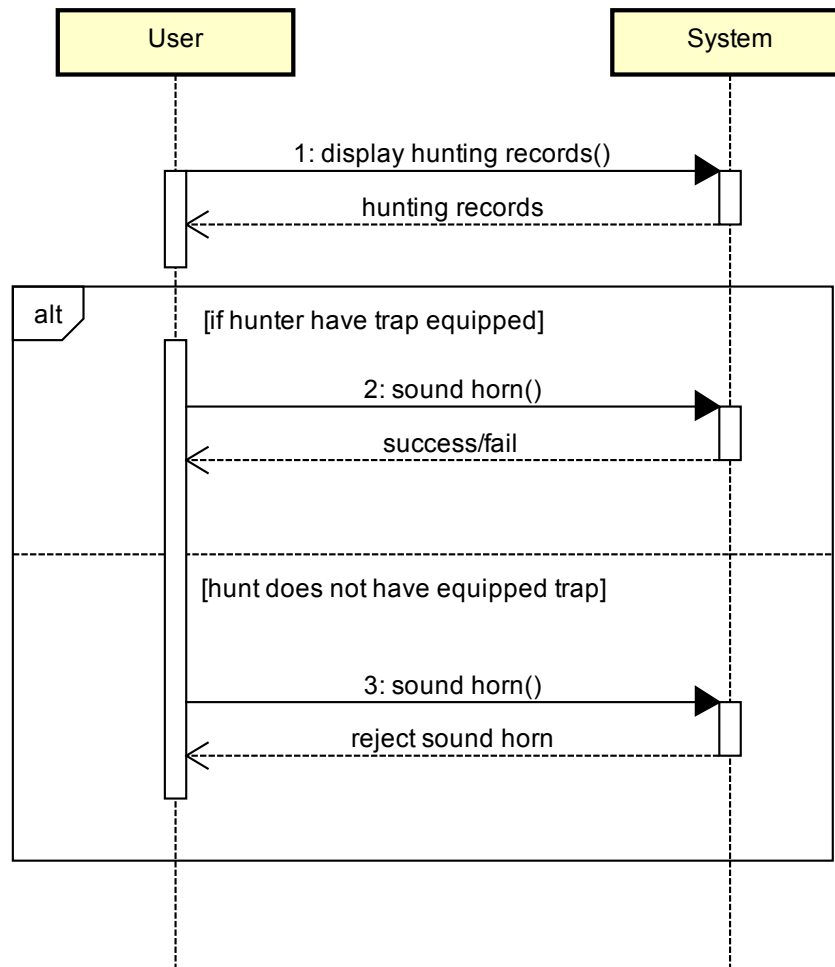 User
System
1: display hunting records()
hunting records
alt
[if hunter have trap equipped]
2: sound horn()
success/fail
[hunt does not have equipped trap]
3: sound horn()
reject sound horn